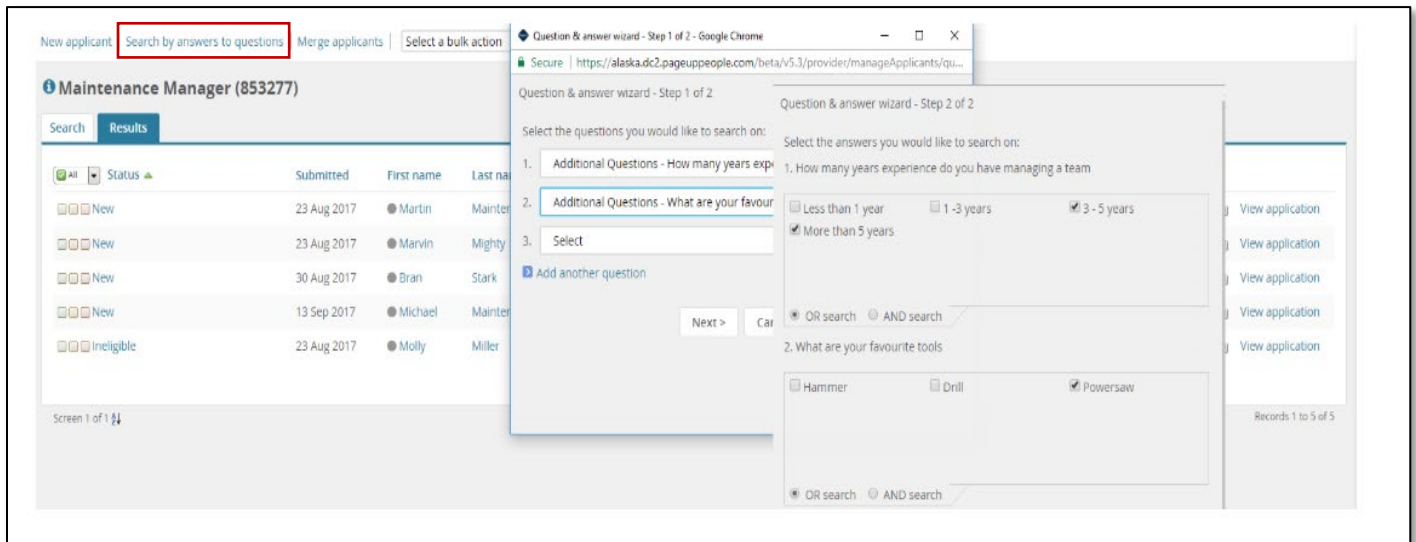 New applicant Search by answers to questions Merge applicants Select a bulk action
Maintenance Manager (853277)
Search Results
All Status Submitted First name Last na
New 23 Aug 2017 Martin Mainter View application
New 23 Aug 2017 Marvin Mighty View application
New 30 Aug 2017 Bran Stark View application
New 13 Sep 2017 Michael Mainter View application
Ineligible 23 Aug 2017 Molly Miller View application
Screen 1 of 1 Records 1 to 5 of 5
Question & answer wizard - Step 1 of 2 - Google Chrome
Secure | https://alaska.dc2.pageuppeople.com/beta/v5.3/provider/manageApplicants/qu...
Question & answer wizard - Step 1 of 2
Select the questions you would like to search on:
1. Additional Questions - How many years expe
2. Additional Questions - What are your favour
3. Select
Add another question
Next > Car
Question & answer wizard - Step 2 of 2
Select the answers you would like to search on:
1. How many years experience do you have managing a team
Less than 1 year 1 -3 years 3 - 5 years
More than 5 years
OR search AND search
2. What are your favourite tools
Hammer Drill Powersaw
OR search AND search